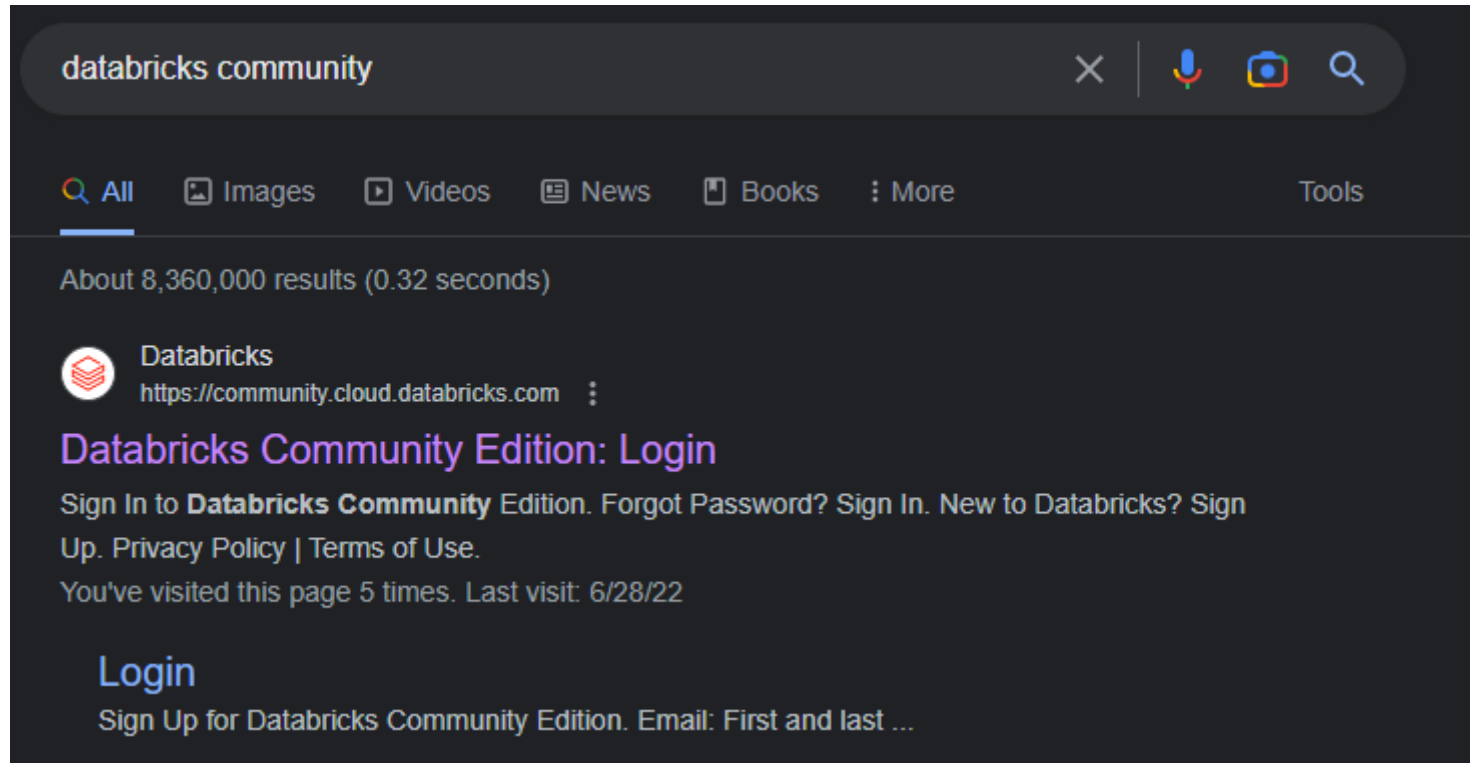 databricks community
All Images Videos News Books More Tools
About 8,360,000 results (0.32 seconds)
Databricks
https://community.cloud.databricks.com
Databricks Community Edition: Login
Sign In to Databricks Community Edition. Forgot Password? Sign In. New to Databricks? Sign
Up. Privacy Policy | Terms of Use.
You've visited this page 5 times. Last visit: 6/28/22
Login
Sign Up for Databricks Community Edition. Email: First and last ...